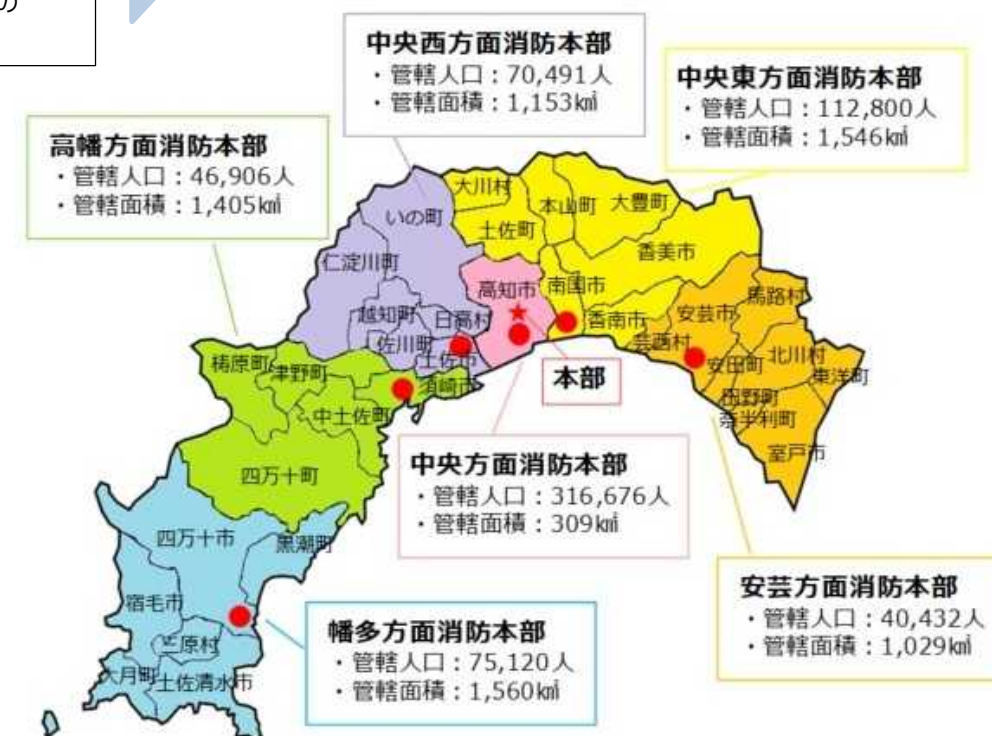 の
中央西方面消防本部
・管轄人口：70,491人
・管轄面積：1,153㎢
中央東方面消防本部
・管轄人口：112,800人
・管轄面積：1,546㎢
高幡方面消防本部
・管轄人口：46,906人
・管轄面積：1,405㎢
大川村
本山町
大豊町
いの町
土佐町
香美市
仁淀川町
高知市
南国市
馬路村
越知町
日高村
香南市
安芸市
佐川町
土佐市
芸西村
安田町
北川村
東洋町
梼原町
津野町
須崎市
本部
田野町
中土佐町
奈半利町
室戸市
四万十町
中央方面消防本部
・管轄人口：316,676人
・管轄面積：309㎢
四万十市
黒潮町
宿毛市
三原村
大月町
土佐清水市
安芸方面消防本部
・管轄人口：40,432人
・管轄面積：1,029㎢
幡多方面消防本部
・管轄人口：75,120人
・管轄面積：1,560㎢